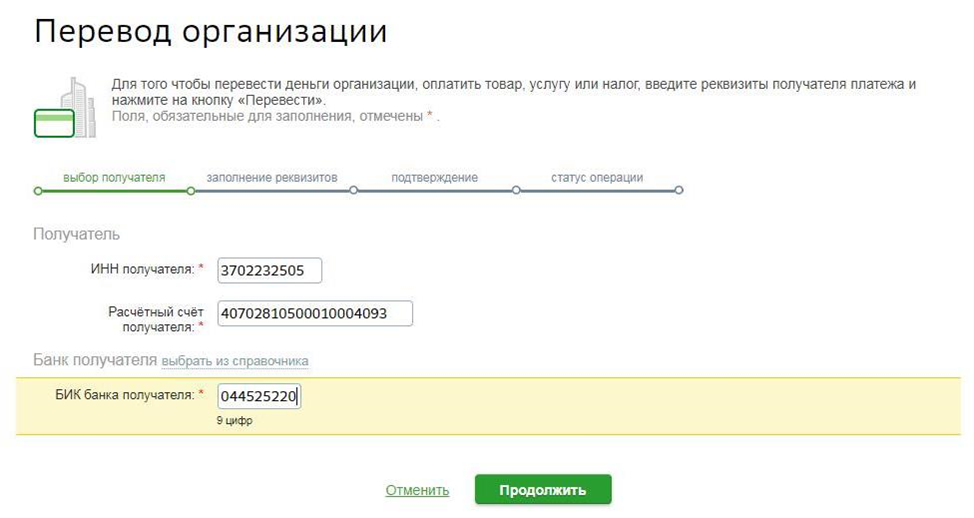 Перевод организации
Для того чтобы перевести деньги организации, оплатить товар, услугу или налог, введите реквизиты получателя платежа и
нажмите на кнопку «Перевести».
Поля, обязательные для заполнения, отмечены * .
выбор получателя заполнение реквизитов подтверждение статус операции
Получатель
ИНН получателя: * 3702232505
Расчётный счёт
получателя: * 40702810500010004093
Банк получателя выбрать из справочника
БИК банка получателя: * 044525220
9 цифр
Отменить Продолжить